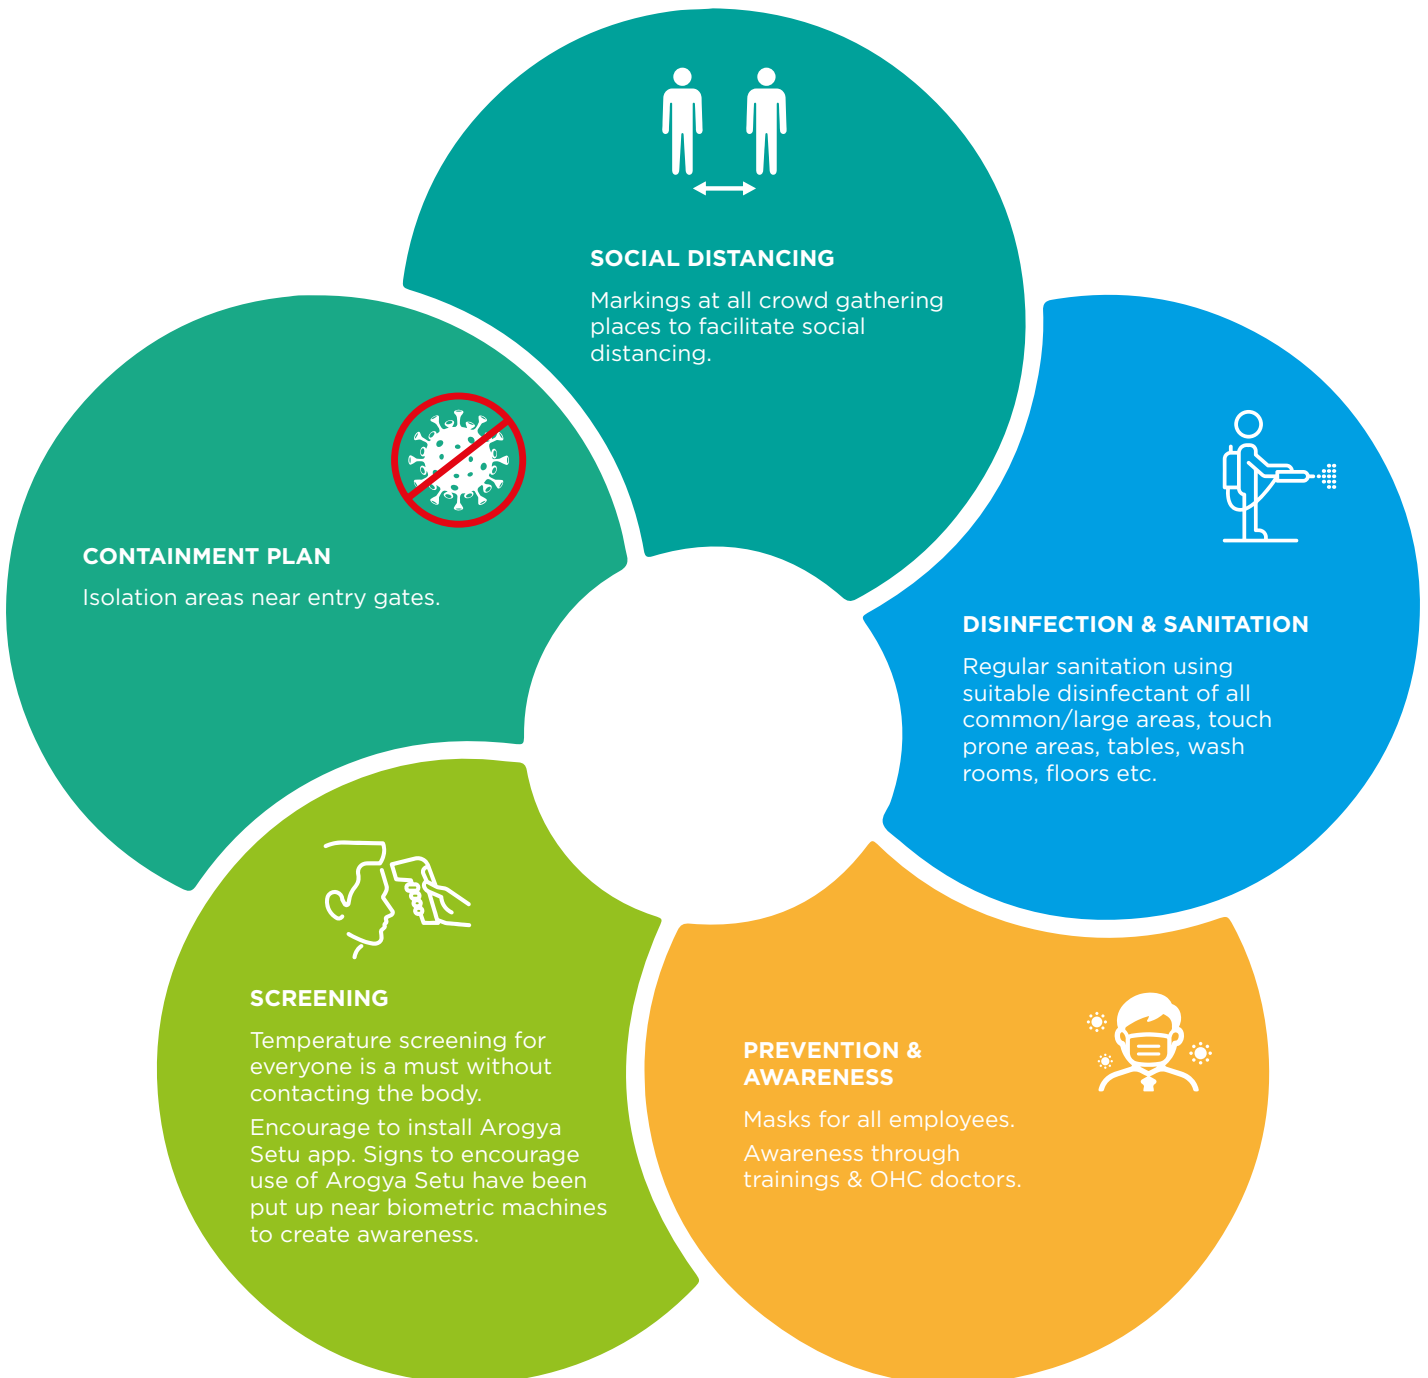 SOCIAL DISTANCING
Markings at all crowd gathering
places to facilitate social
distancing.
CONTAINMENT PLAN
Isolation areas near entry gates.
DISINFECTION & SANITATION
Regular sanitation using
suitable disinfectant of all
common/large areas, touch
prone areas, tables, wash
rooms, floors etc.
SCREENING
Temperature screening for
everyone is a must without
contacting the body.
Encourage to install Arogya
Setu app. Signs to encourage
use of Arogya Setu have been
put up near biometric machines
to create awareness.
PREVENTION &
AWARENESS
Masks for all employees.
Awareness through
trainings & OHC doctors.